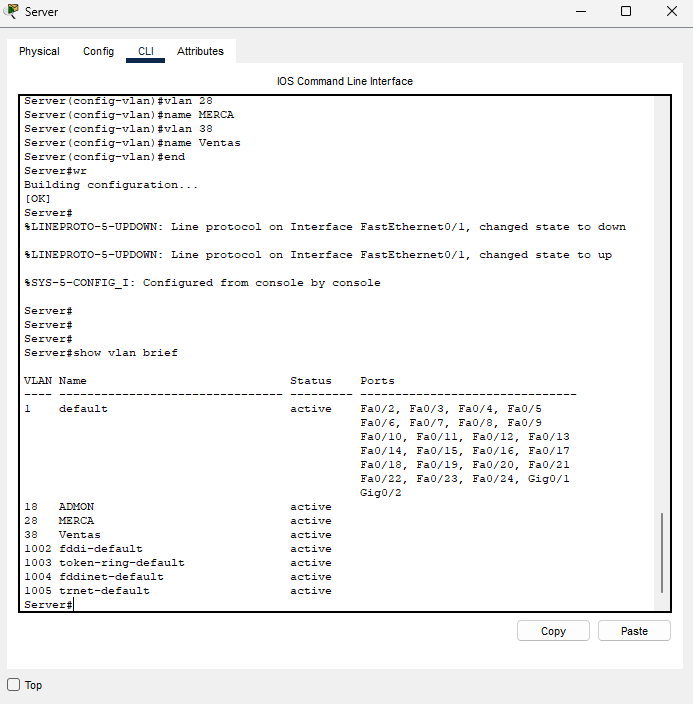 Server
Physical Config CLI Attributes
IOS Command Line Interface
Server(config-vlan)#vlan 28
Server(config-vlan)#name MERCA
Server(config-vlan)#vlan 38
Server(config-vlan)#name Ventas
Server(config-vlan)#end
Server#wr
Building configuration...
[OK]
Server#
%LINEPROTO-5-UPDOWN: Line protocol on Interface FastEthernet0/1, changed state to down
%LINEPROTO-5-UPDOWN: Line protocol on Interface FastEthernet0/1, changed state to up
%SYS-5-CONFIG_I: Configured from console by console
Server#
Server#
Server#
Server#show vlan brief
VLAN Name                             Status    Ports
---- -------------------------------- --------- -------------------------------
1    default                          active    Fa0/2, Fa0/3, Fa0/4, Fa0/5
                                                Fa0/6, Fa0/7, Fa0/8, Fa0/9
                                                Fa0/10, Fa0/11, Fa0/12, Fa0/13
                                                Fa0/14, Fa0/15, Fa0/16, Fa0/17
                                                Fa0/18, Fa0/19, Fa0/20, Fa0/21
                                                Fa0/22, Fa0/23, Fa0/24, Gig0/1
                                                Gig0/2
18   ADMON                            active
28   MERCA                            active
38   Ventas                           active
1002 fddi-default                     active
1003 token-ring-default               active
1004 fddinet-default                  active
1005 trnet-default                    active
Server#
Copy Paste
Top